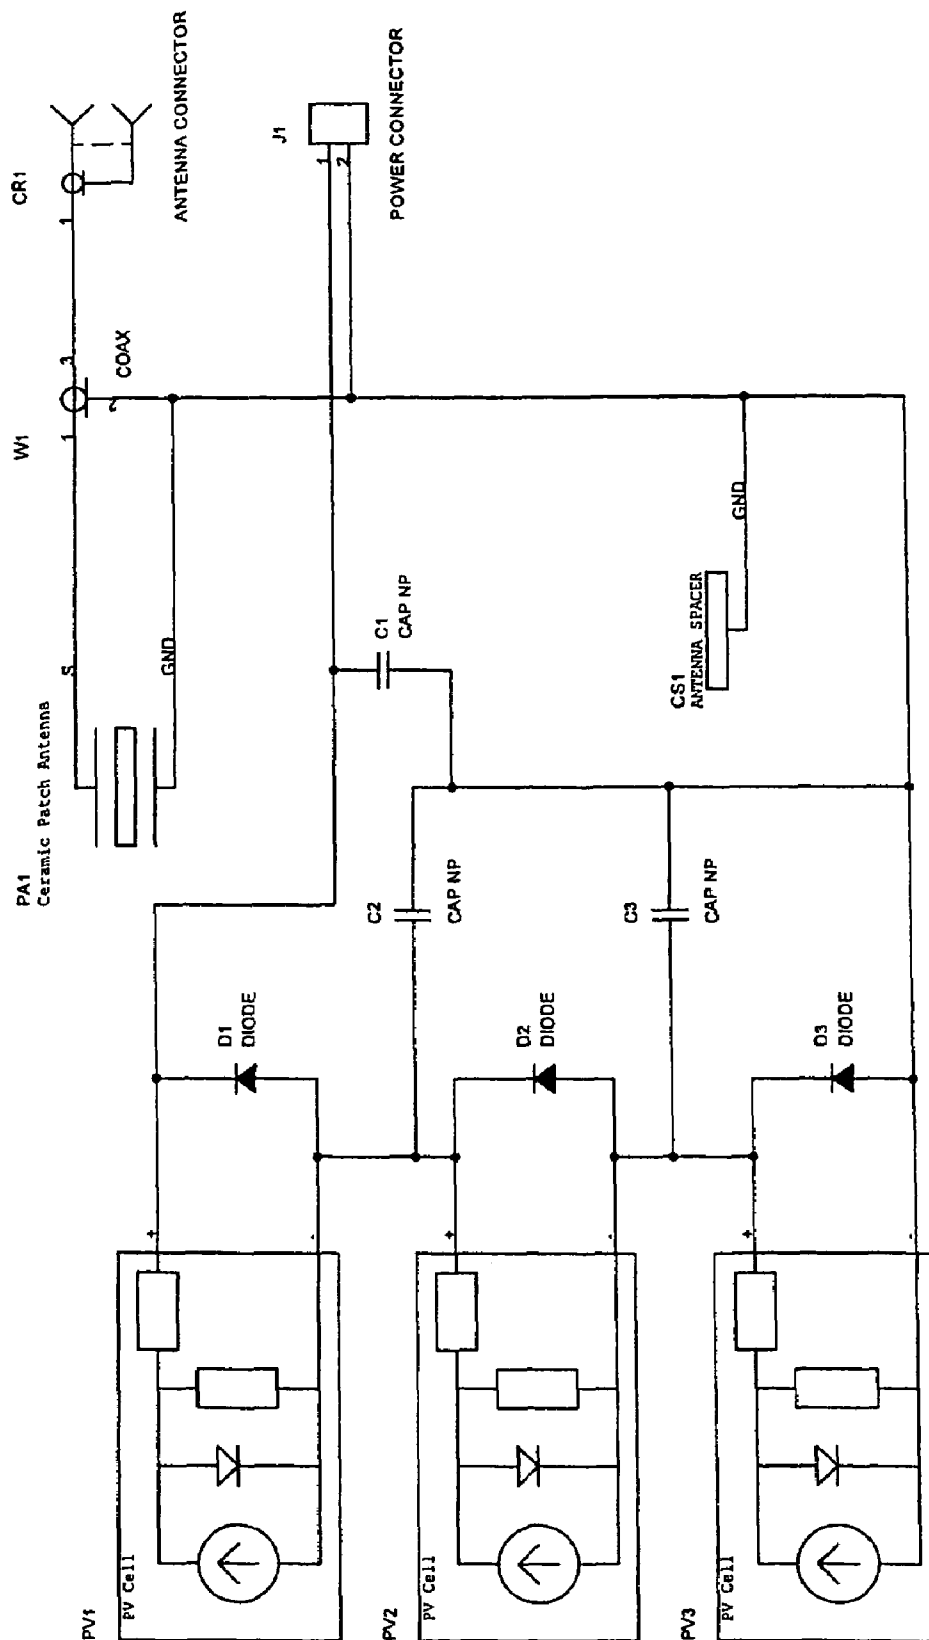 CR1
ANTENNA CONNECTOR
1
J1
1
2
POWER CONNECTOR
3
COAX
2
W1
1
S
GND
PA1
Ceramic Patch Antenna
C1
CAP NP
GND
CS1
ANTENNA SPACER
C2
CAP NP
C3
CAP NP
D1
DIODE
D2
DIODE
D3
DIODE
+
-
+
-
+
-
PV1
PV Cell
PV2
PV Cell
PV3
PV Cell